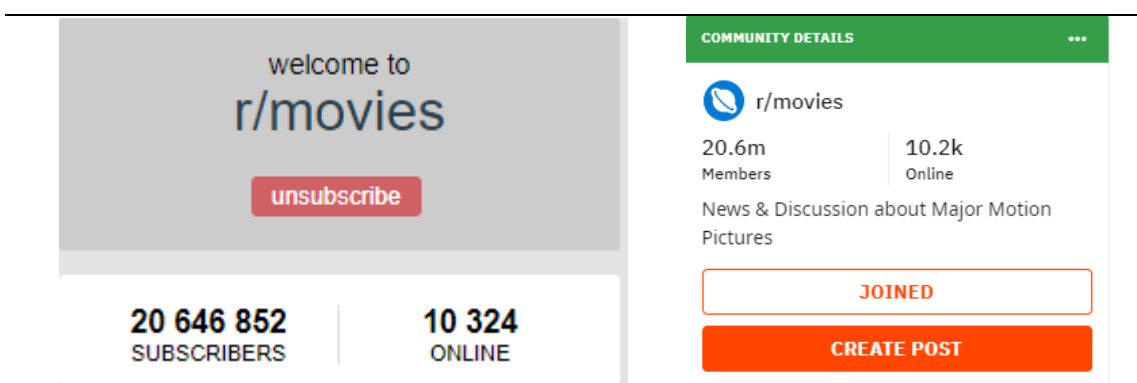 welcome to
r/movies
unsubscribe
20 646 852 10 324
SUBSCRIBERS ONLINE
COMMUNITY DETAILS
r/movies
20.6m 10.2k
Members Online
News & Discussion about Major Motion
Pictures
JOINED
CREATE POST